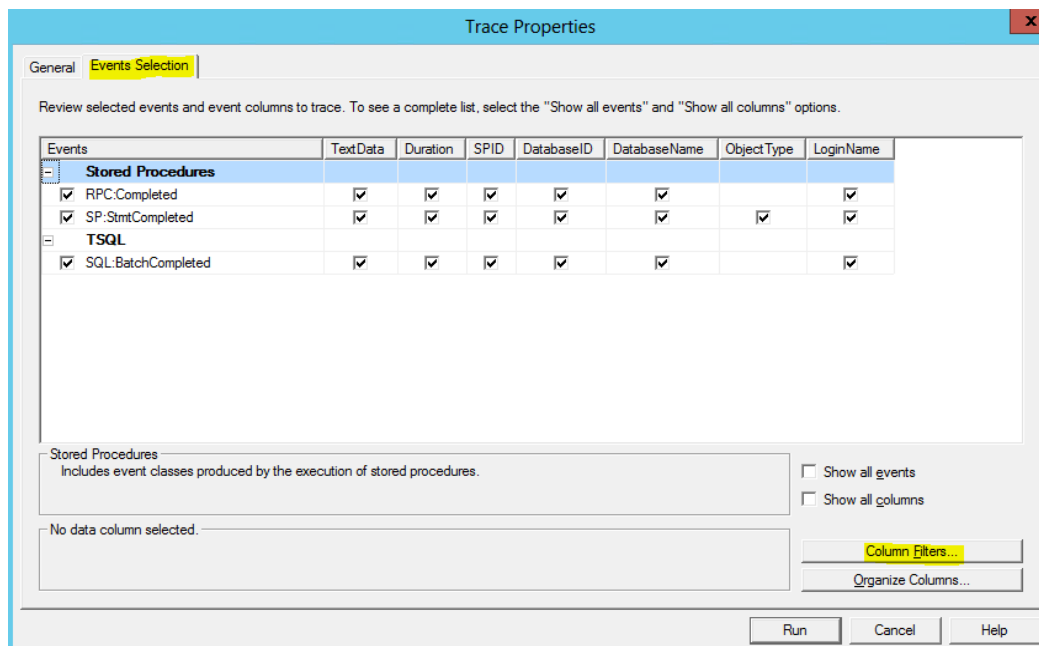 Trace Properties
x
General Events Selection
Review selected events and event columns to trace. To see a complete list, select the "Show all events" and "Show all columns" options.
Events TextData Duration SPID DatabaseID DatabaseName ObjectType LoginName
Stored Procedures
RPC:Completed
SP:StmtCompleted
TSQL
SQL:BatchCompleted
Stored Procedures
Includes event classes produced by the execution of stored procedures.
Show all events
Show all columns
No data column selected.
Column Filters...
Organize Columns...
Run Cancel Help